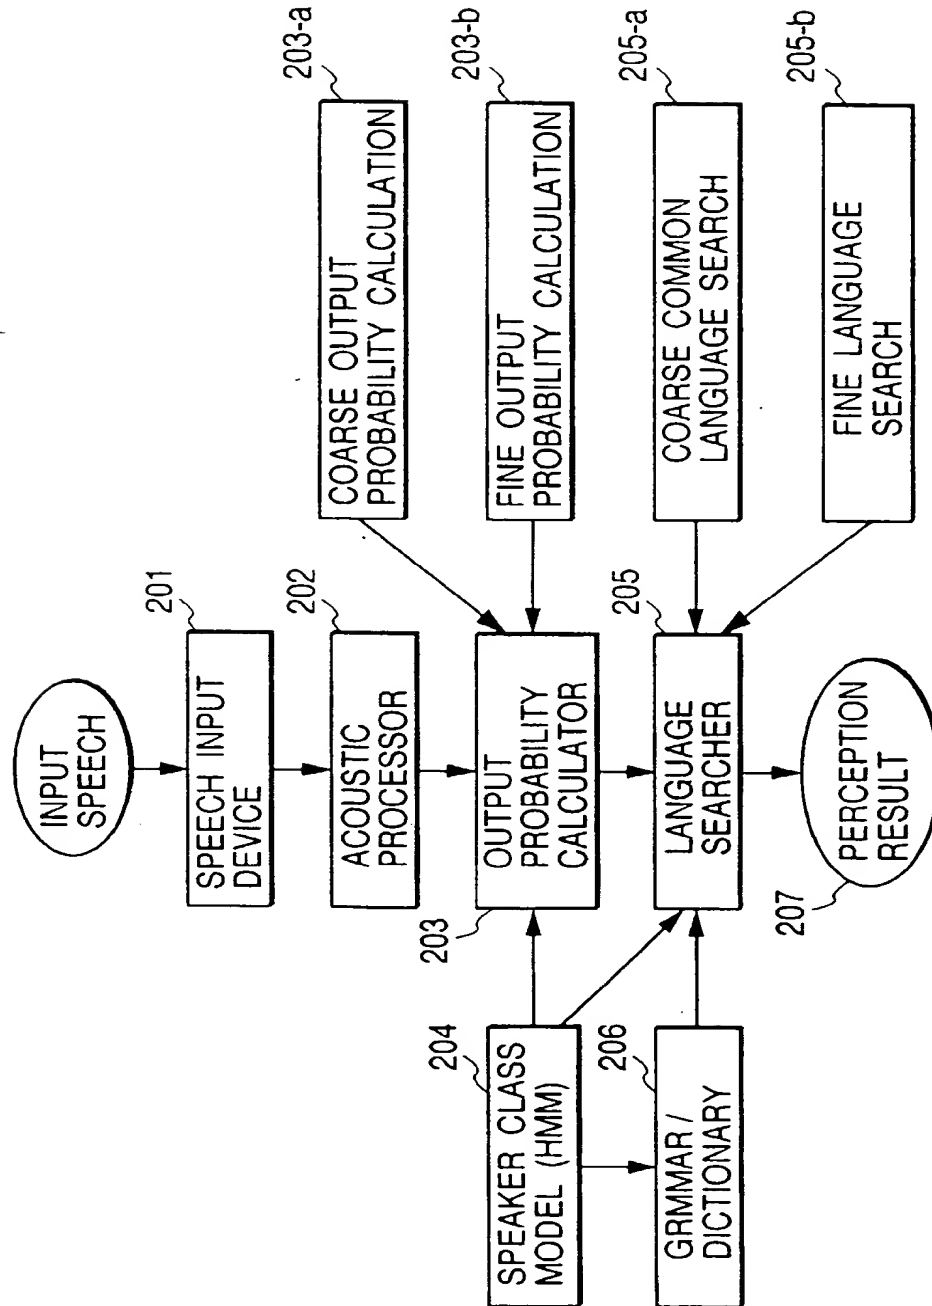 INPUT
SPEECH
201
SPEECH INPUT
DEVICE
202
ACOUSTIC
PROCESSOR
203
OUTPUT
PROBABILITY
CALCULATOR
203-a
COARSE OUTPUT
PROBABILITY CALCULATION
203-b
FINE OUTPUT
PROBABILITY CALCULATION
204
SPEAKER CLASS
MODEL (HMM)
205
LANGUAGE
SEARCHER
205-a
COARSE COMMON
LANGUAGE SEARCH
205-b
FINE LANGUAGE
SEARCH
206
GRMMAR/
DICTIONARY
207
PERCEPTION
RESULT